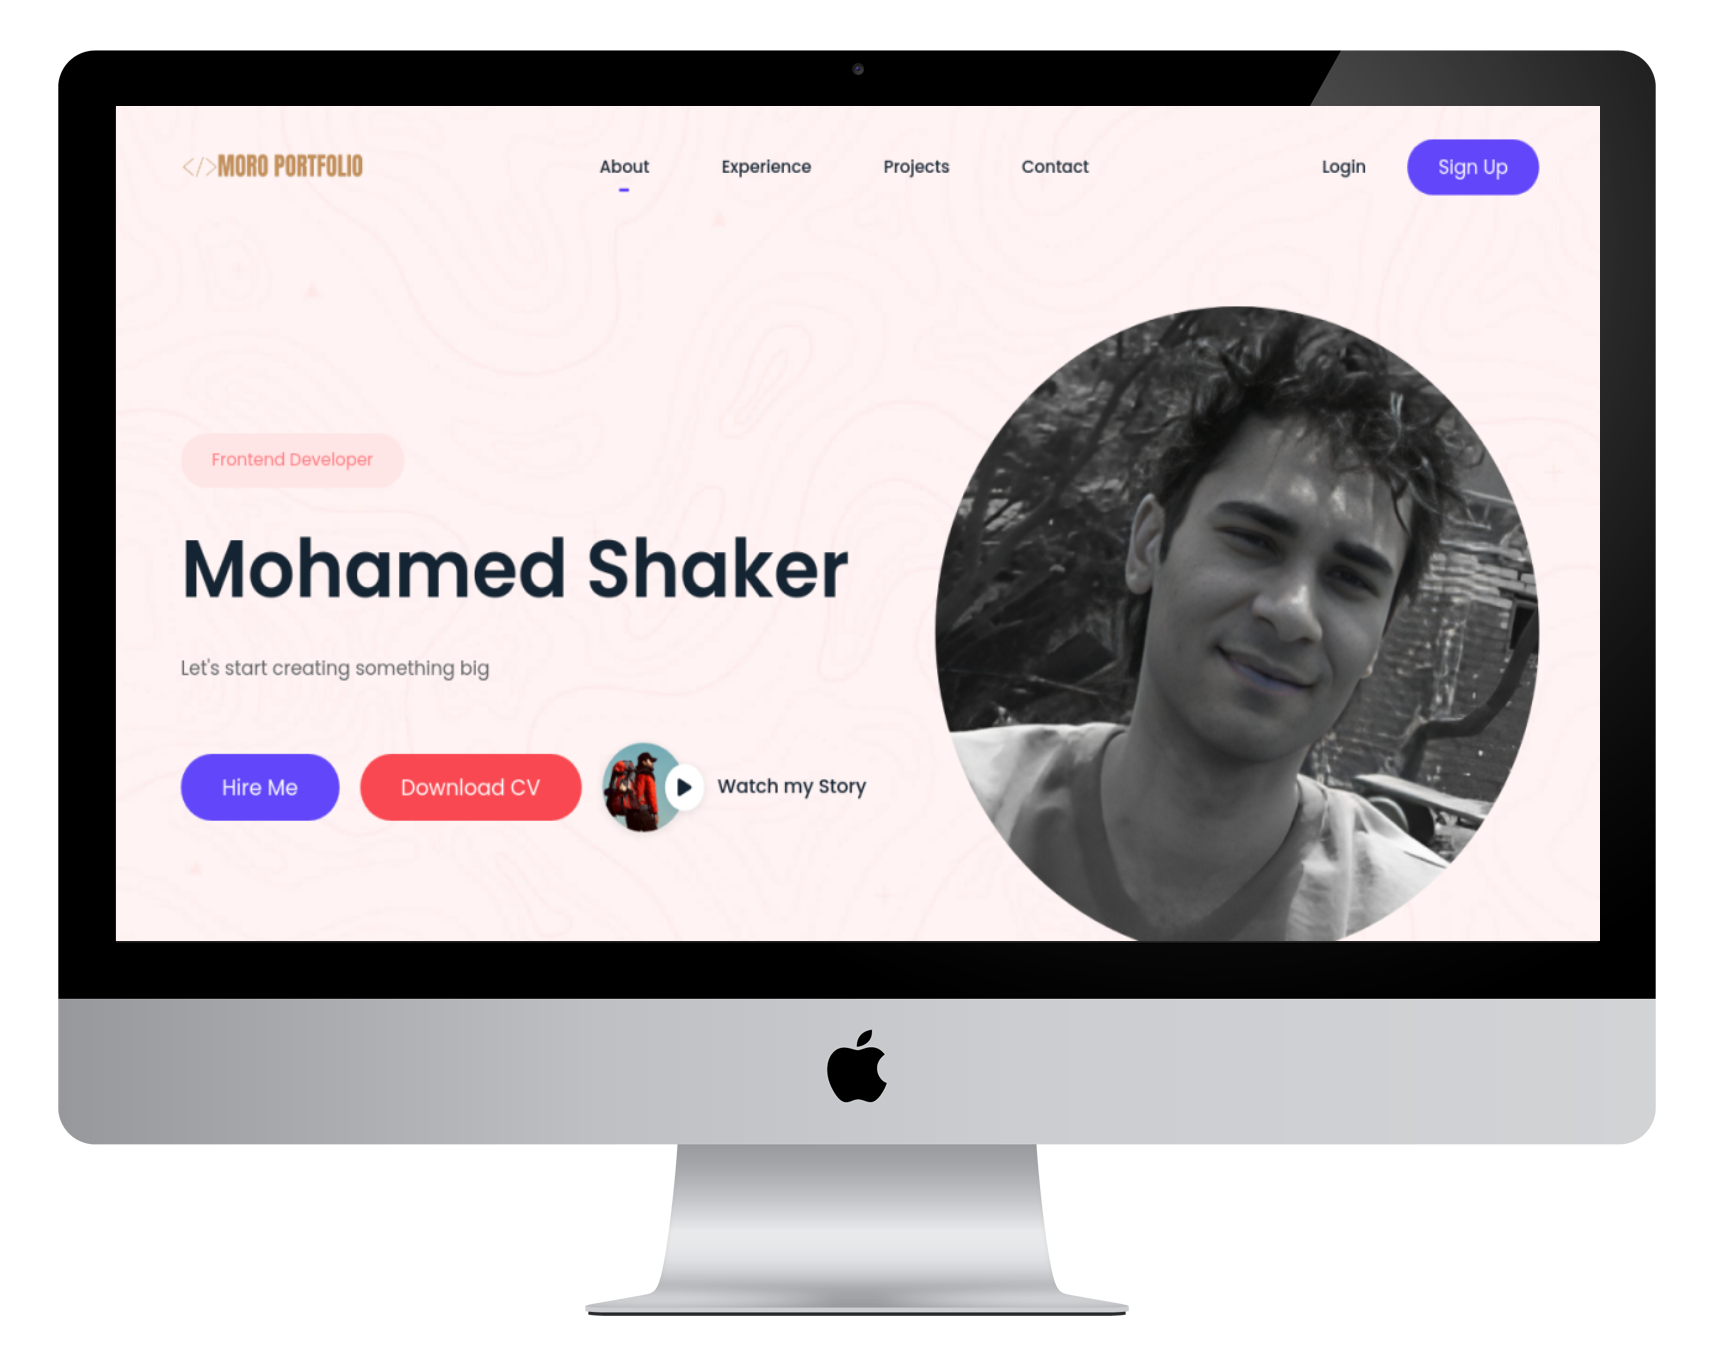 </>MORO PORTFOLIO
About Experience Projects Contact Login Sign Up
Frontend Developer
Mohamed Shaker
Let's start creating something big
Hire Me Download CV Watch my Story